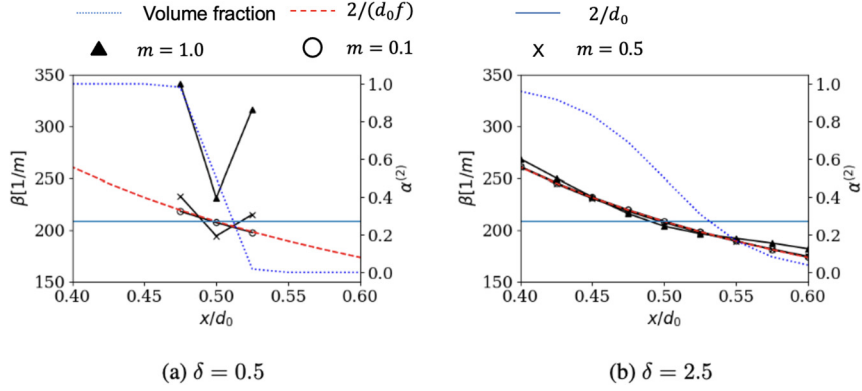 Volume fraction 2/(d₀f) 2/d₀
m = 1.0 m = 0.1 m = 0.5
350 1.0 350 1.0
300 0.8 300 0.8
0.6 0.6
β[1/m] 250 α⁽²⁾ β[1/m] 250 α⁽²⁾
0.4 0.4
200 0.2 200 0.2
150 0.0 150 0.0
0.40 0.45 0.50 0.55 0.60 0.40 0.45 0.50 0.55 0.60
x/d₀ x/d₀
(a) δ = 0.5 (b) δ = 2.5